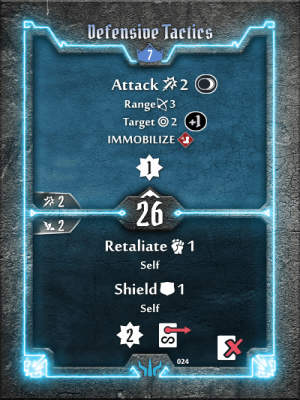 Defensive Tactics
7
Attack 2
Range 3
Target 2 +1
IMMOBILIZE
1
2
26
2
Retaliate 1
Self
Shield 1
Self
2
024